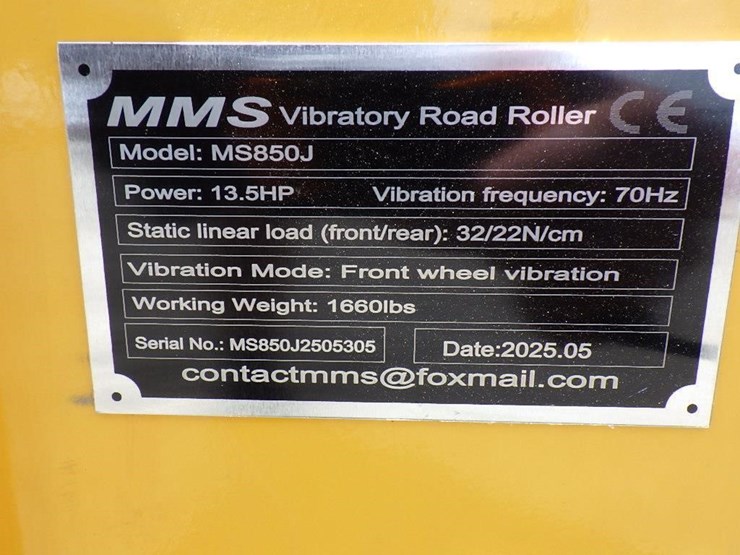 MMS Vibratory Road Roller CE
Model: MS850J
Power: 13.5HP Vibration frequency: 70Hz
Static linear load (front/rear): 32/22N/cm
Vibration Mode: Front wheel vibration
Working Weight: 1660lbs
Serial No.: MS850J2505305 Date:2025.05
contactmms@foxmail.com